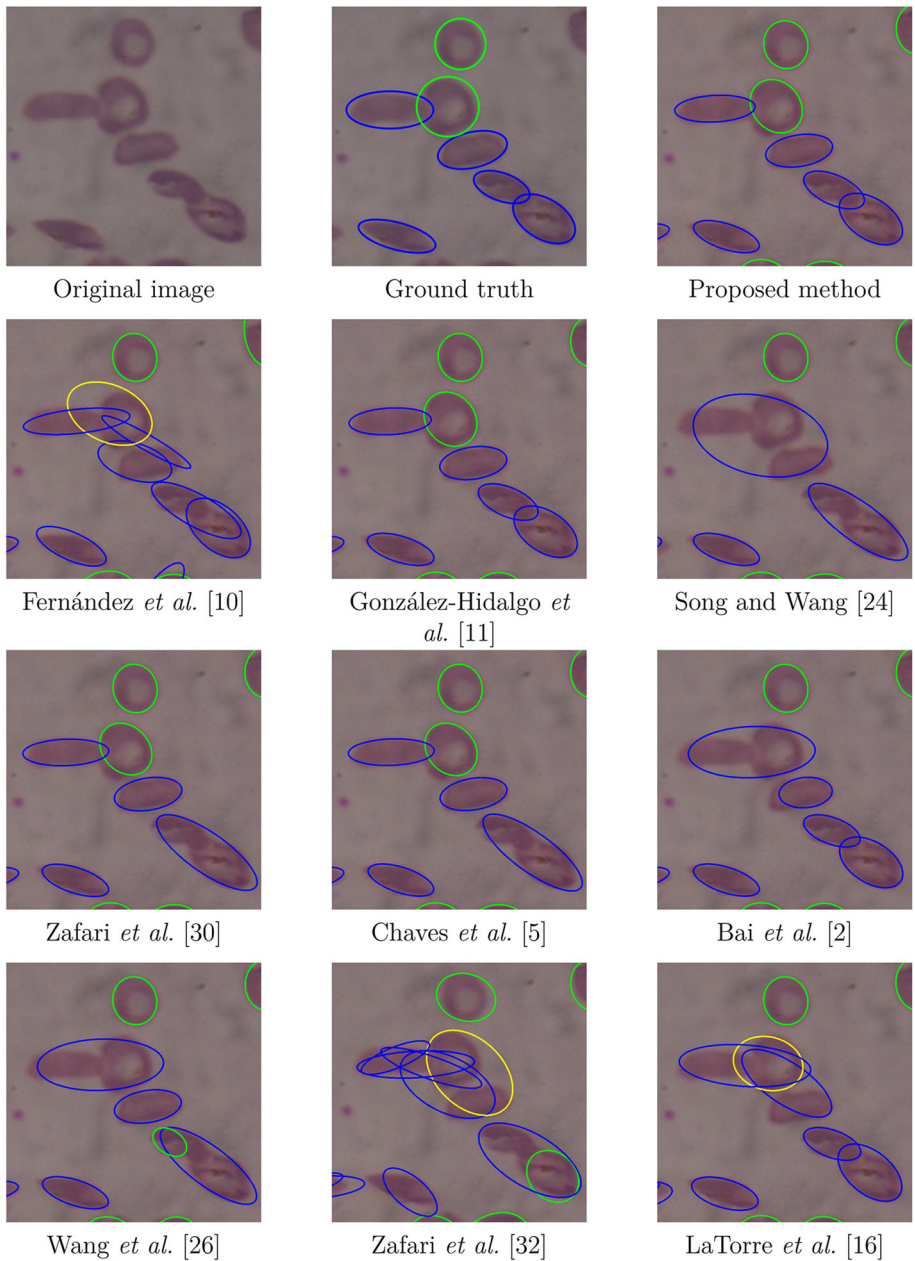 Original image
Ground truth
Proposed method
Fernández et al. [10]
González-Hidalgo et
al. [11]
Song and Wang [24]
Zafari et al. [30]
Chaves et al. [5]
Bai et al. [2]
Wang et al. [26]
Zafari et al. [32]
LaTorre et al. [16]